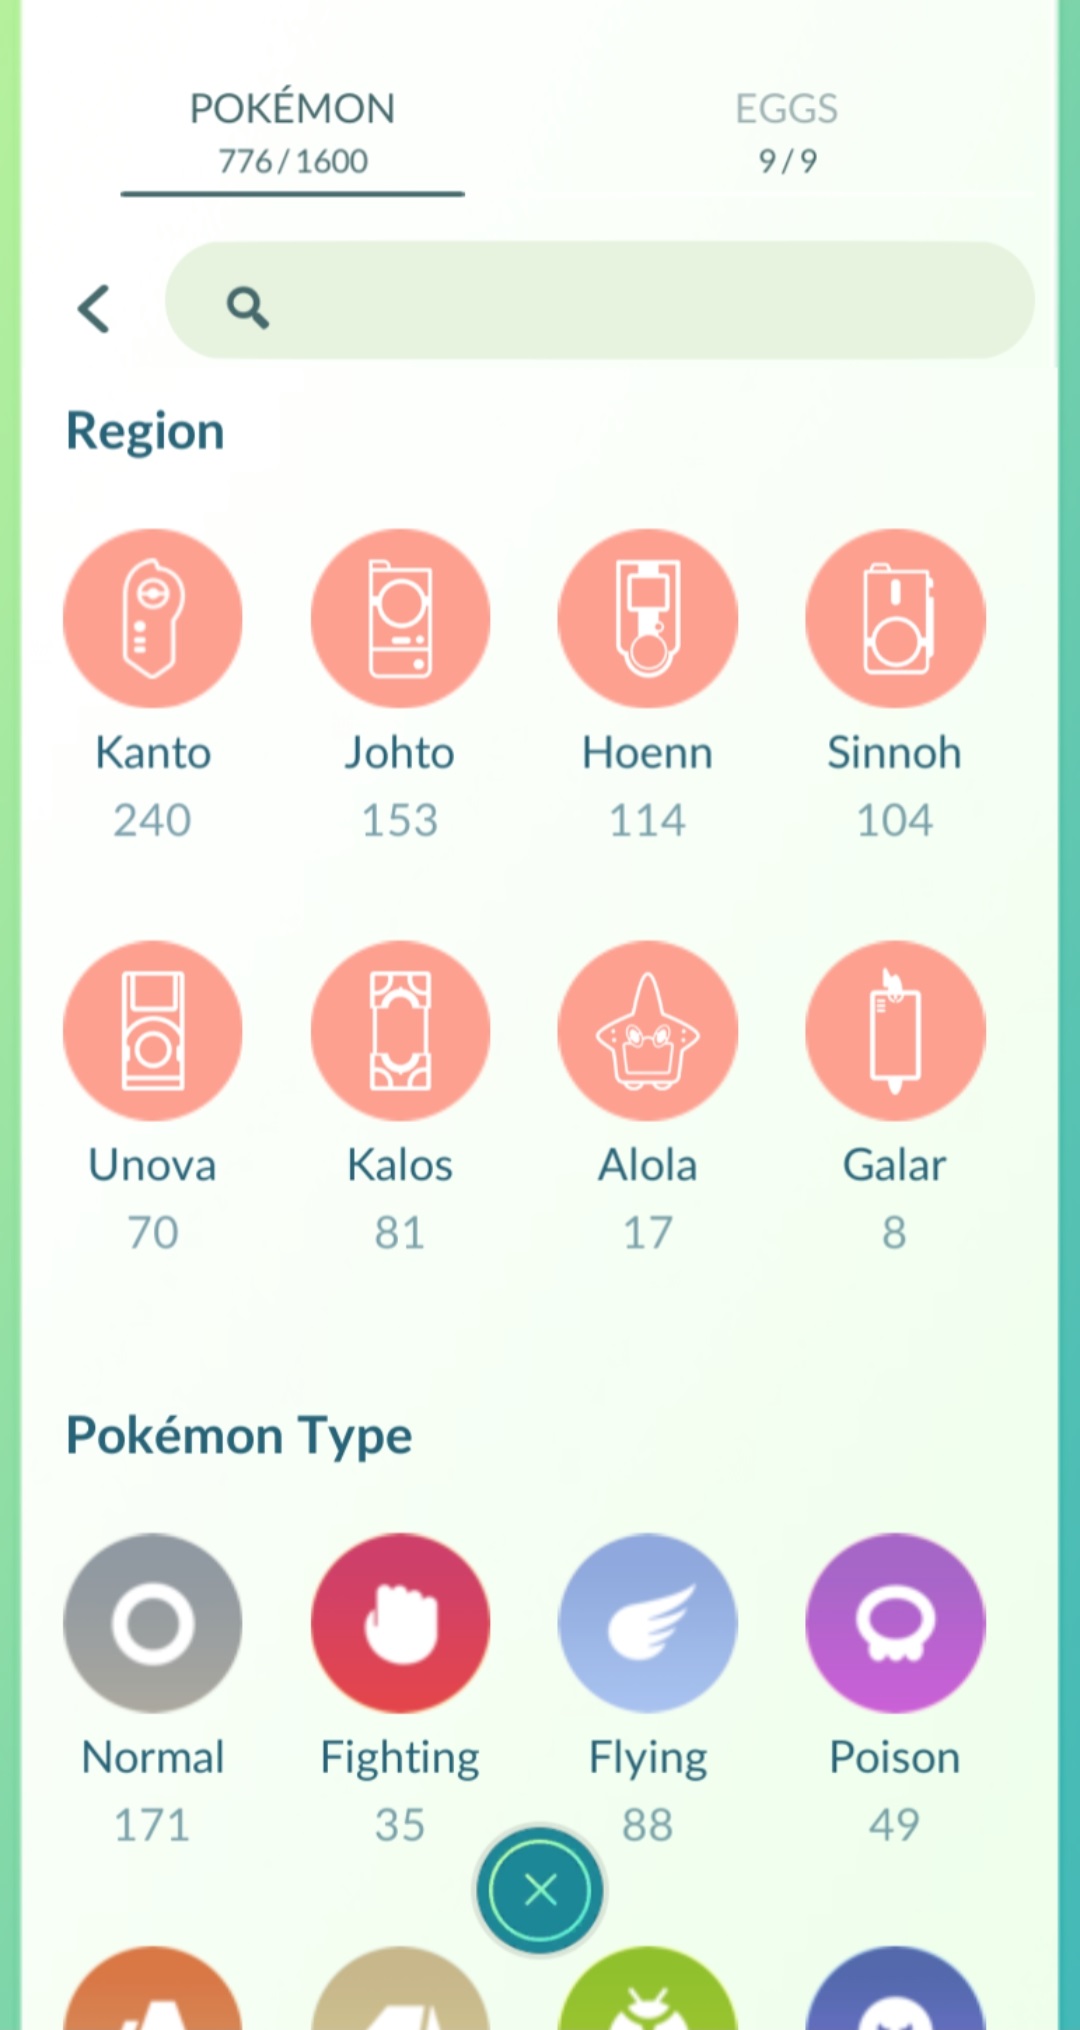 POKÉMON EGGS
776/1600 9/9
Region
Kanto Johto Hoenn Sinnoh
240 153 114 104
Unova Kalos Alola Galar
70 81 17 8
Pokémon Type
Normal Fighting Flying Poison
171 35 88 49